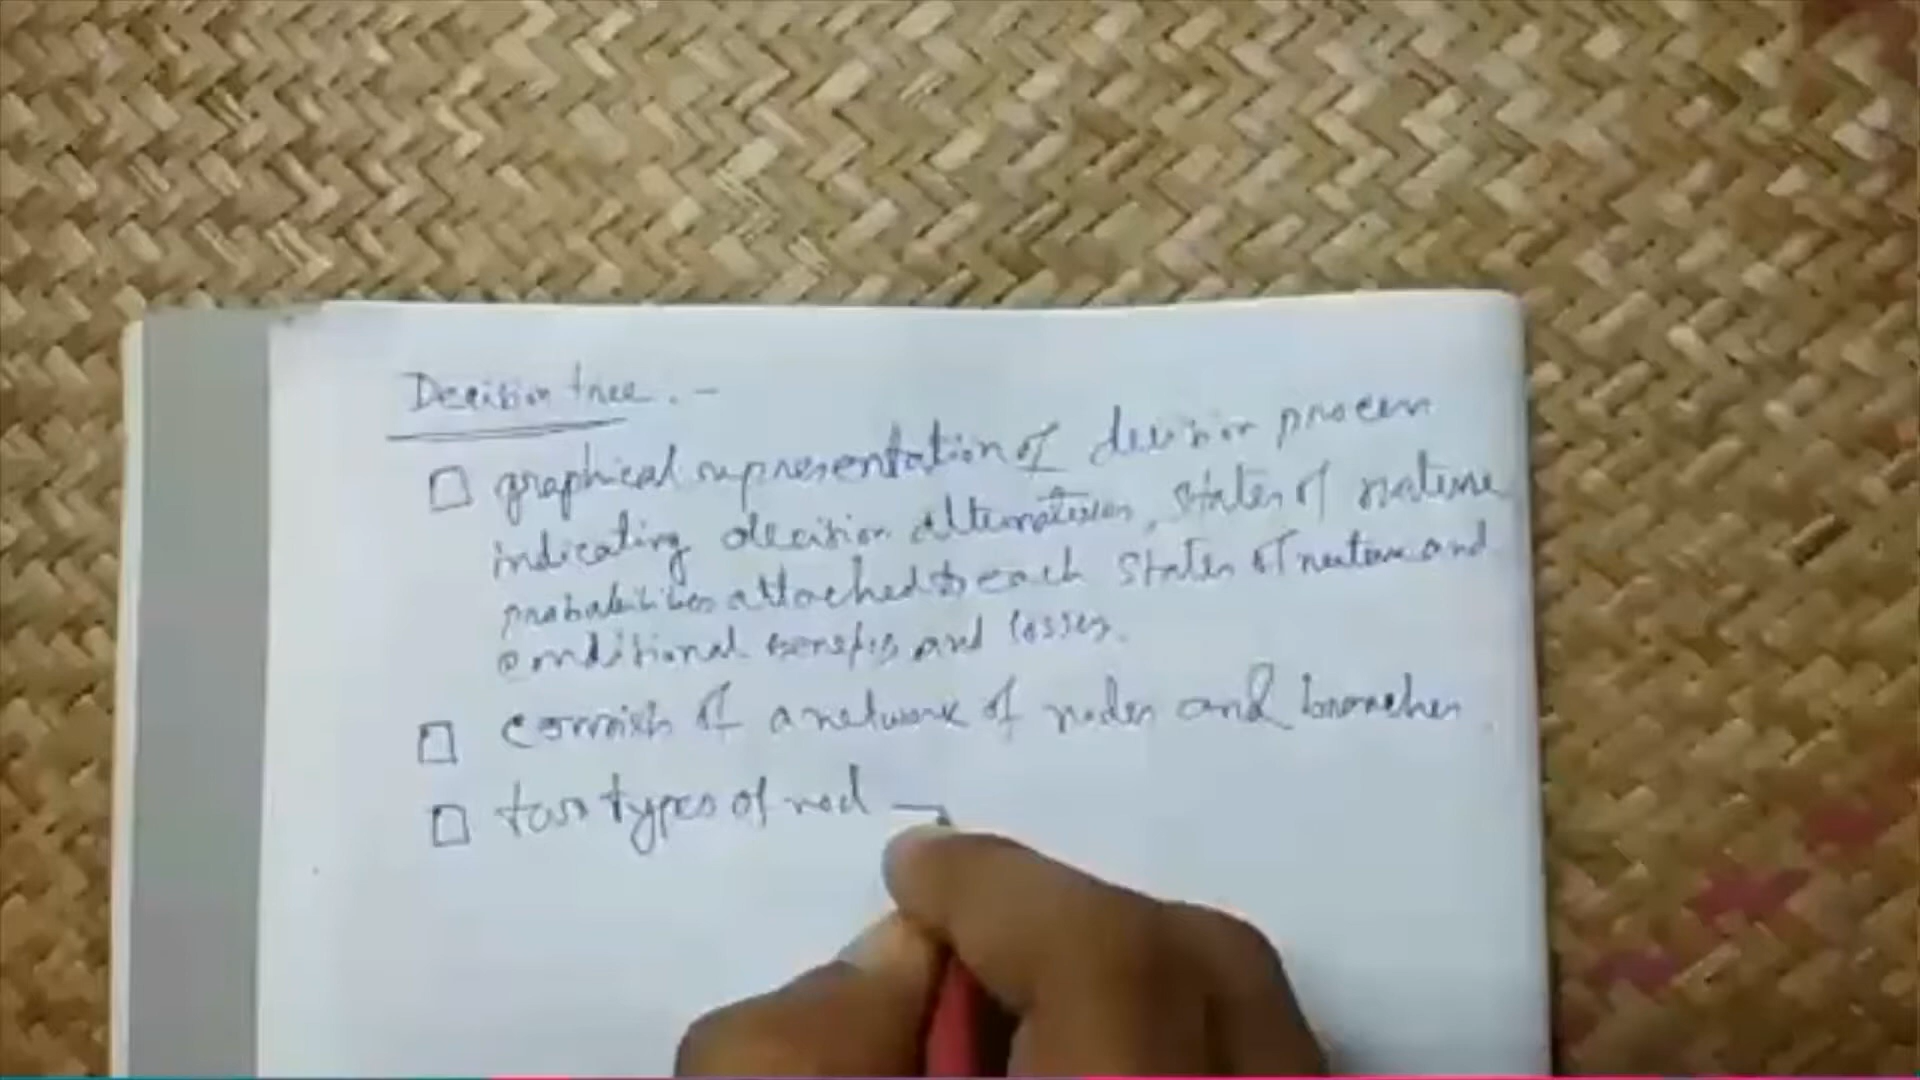 Decision tree. -
□ graphical representation of decision process
indicating decision alternatives, states of nature
probabilities attached to each states of nature and
conditional benefits and losses.
□ consists of a network of nodes and branches
□ two types of nod